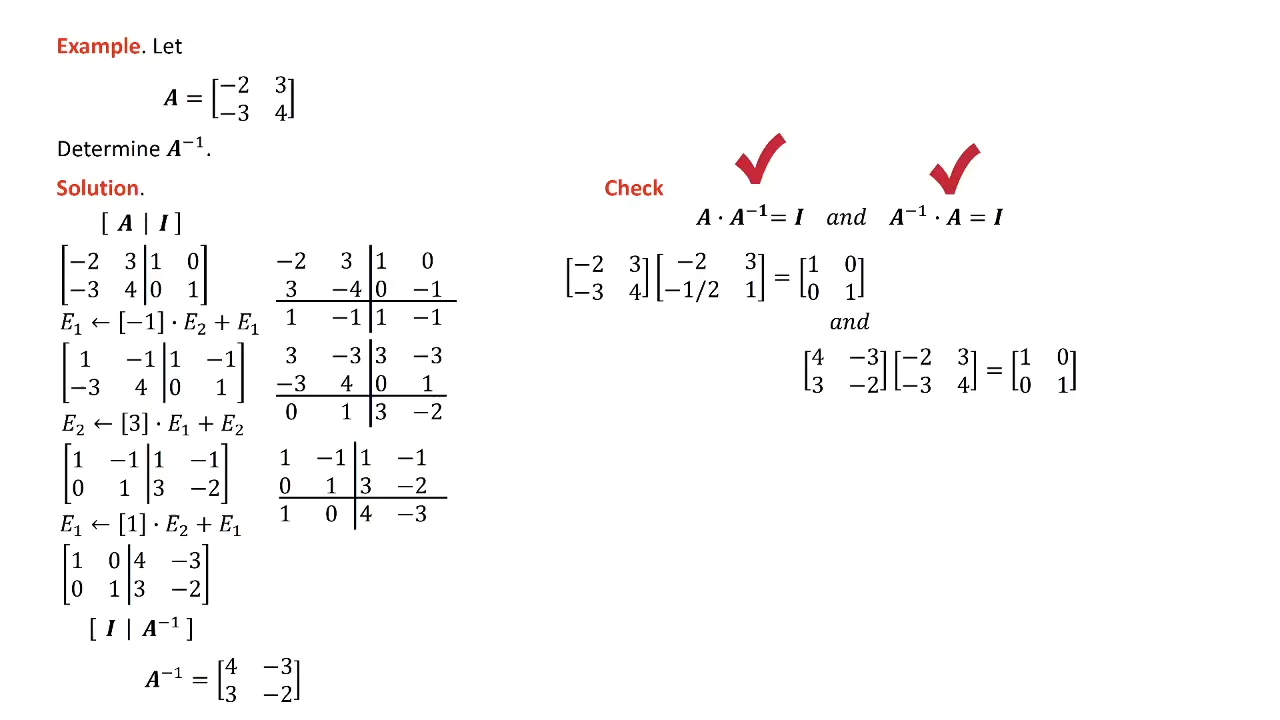 Example. Let
A = [−2 3
−3 4]
Determine A⁻¹.
Solution.
[ A | I ]
[−2 3 | 1 0
−3 4 | 0 1]
−2 3 | 1 0
3 −4 | 0 −1
1 −1 | 1 −1
E₁ ← [−1] · E₂ + E₁
[1 −1 | 1 −1
−3 4 | 0 1]
3 −3 | 3 −3
−3 4 | 0 1
0 1 | 3 −2
E₂ ← [3] · E₁ + E₂
[1 −1 | 1 −1
0 1 | 3 −2]
1 −1 | 1 −1
0 1 | 3 −2
1 0 | 4 −3
E₁ ← [1] · E₂ + E₁
[1 0 | 4 −3
0 1 | 3 −2]
[ I | A⁻¹ ]
A⁻¹ = [4 −3
3 −2]
Check
A · A⁻¹= I and A⁻¹ · A = I
[−2 3 [−2 3 = [1 0
−3 4] −1/2 1] 0 1]
and
[4 −3 [−2 3 = [1 0
3 −2] −3 4] 0 1]